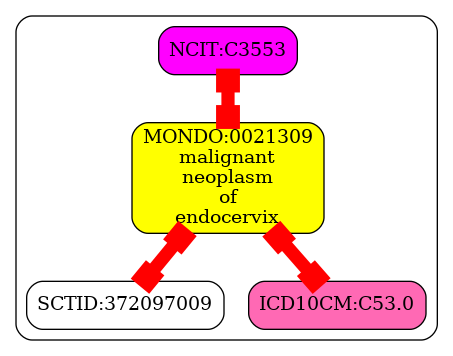 NCIT:C3553
MONDO:0021309
malignant
neoplasm
of
endocervix
SCTID:372097009
ICD10CM:C53.0